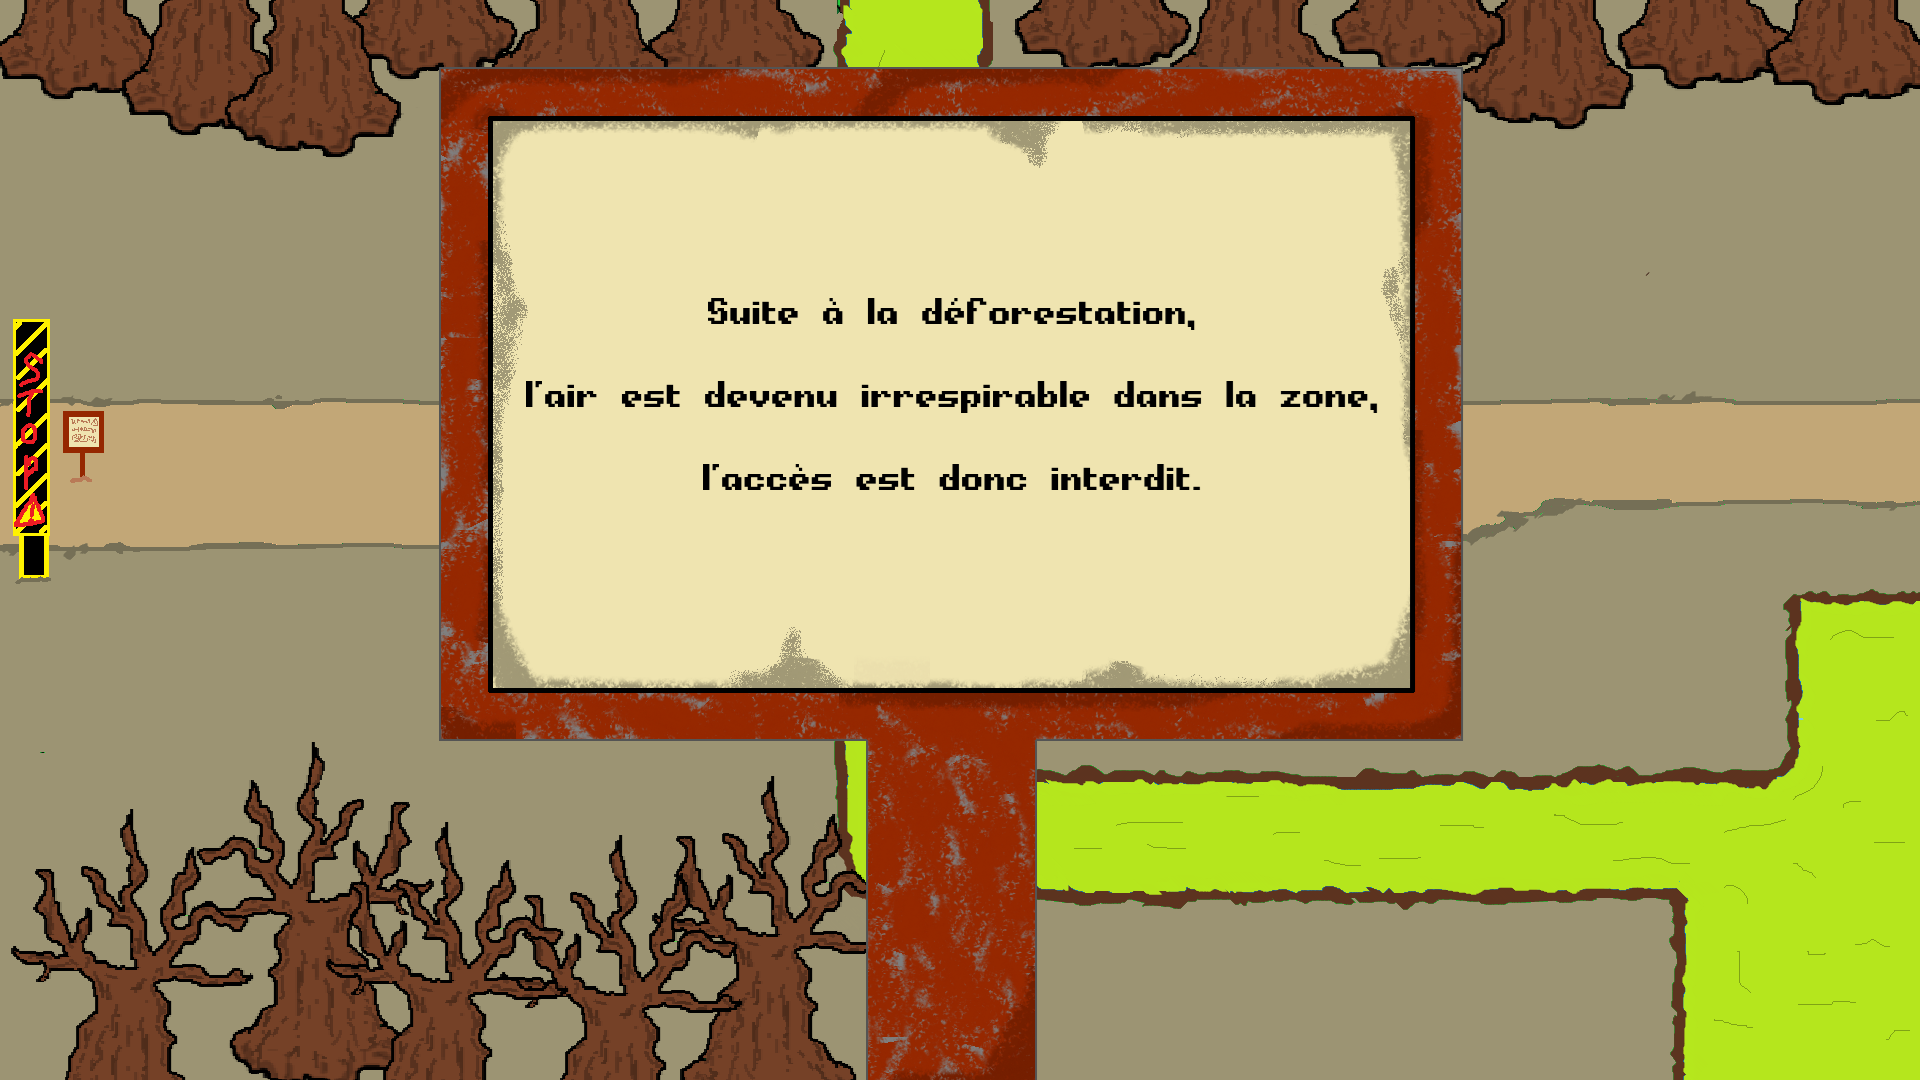 Suite à la déforestation,
l'air est devenu irrespirable dans la zone,
l'accès est donc interdit.
STOP